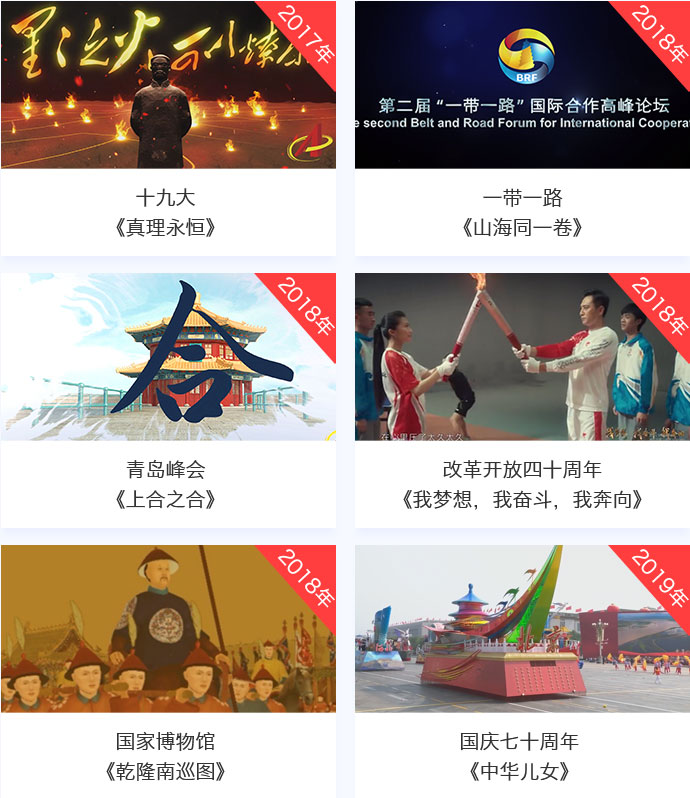 星星之火 可以燎原
2017年
十九大
《真理永恒》
2018年
BRF
第二届“一带一路”国际合作高峰论坛
e second Belt and Road Forum for International Cooperat
一带一路
《山海同一卷》
2018年
合
青岛峰会
《上合之合》
2018年
改革开放四十周年
《我梦想，我奋斗，我奔向》
2018年
国家博物馆
《乾隆南巡图》
2019年
国庆七十周年
《中华儿女》